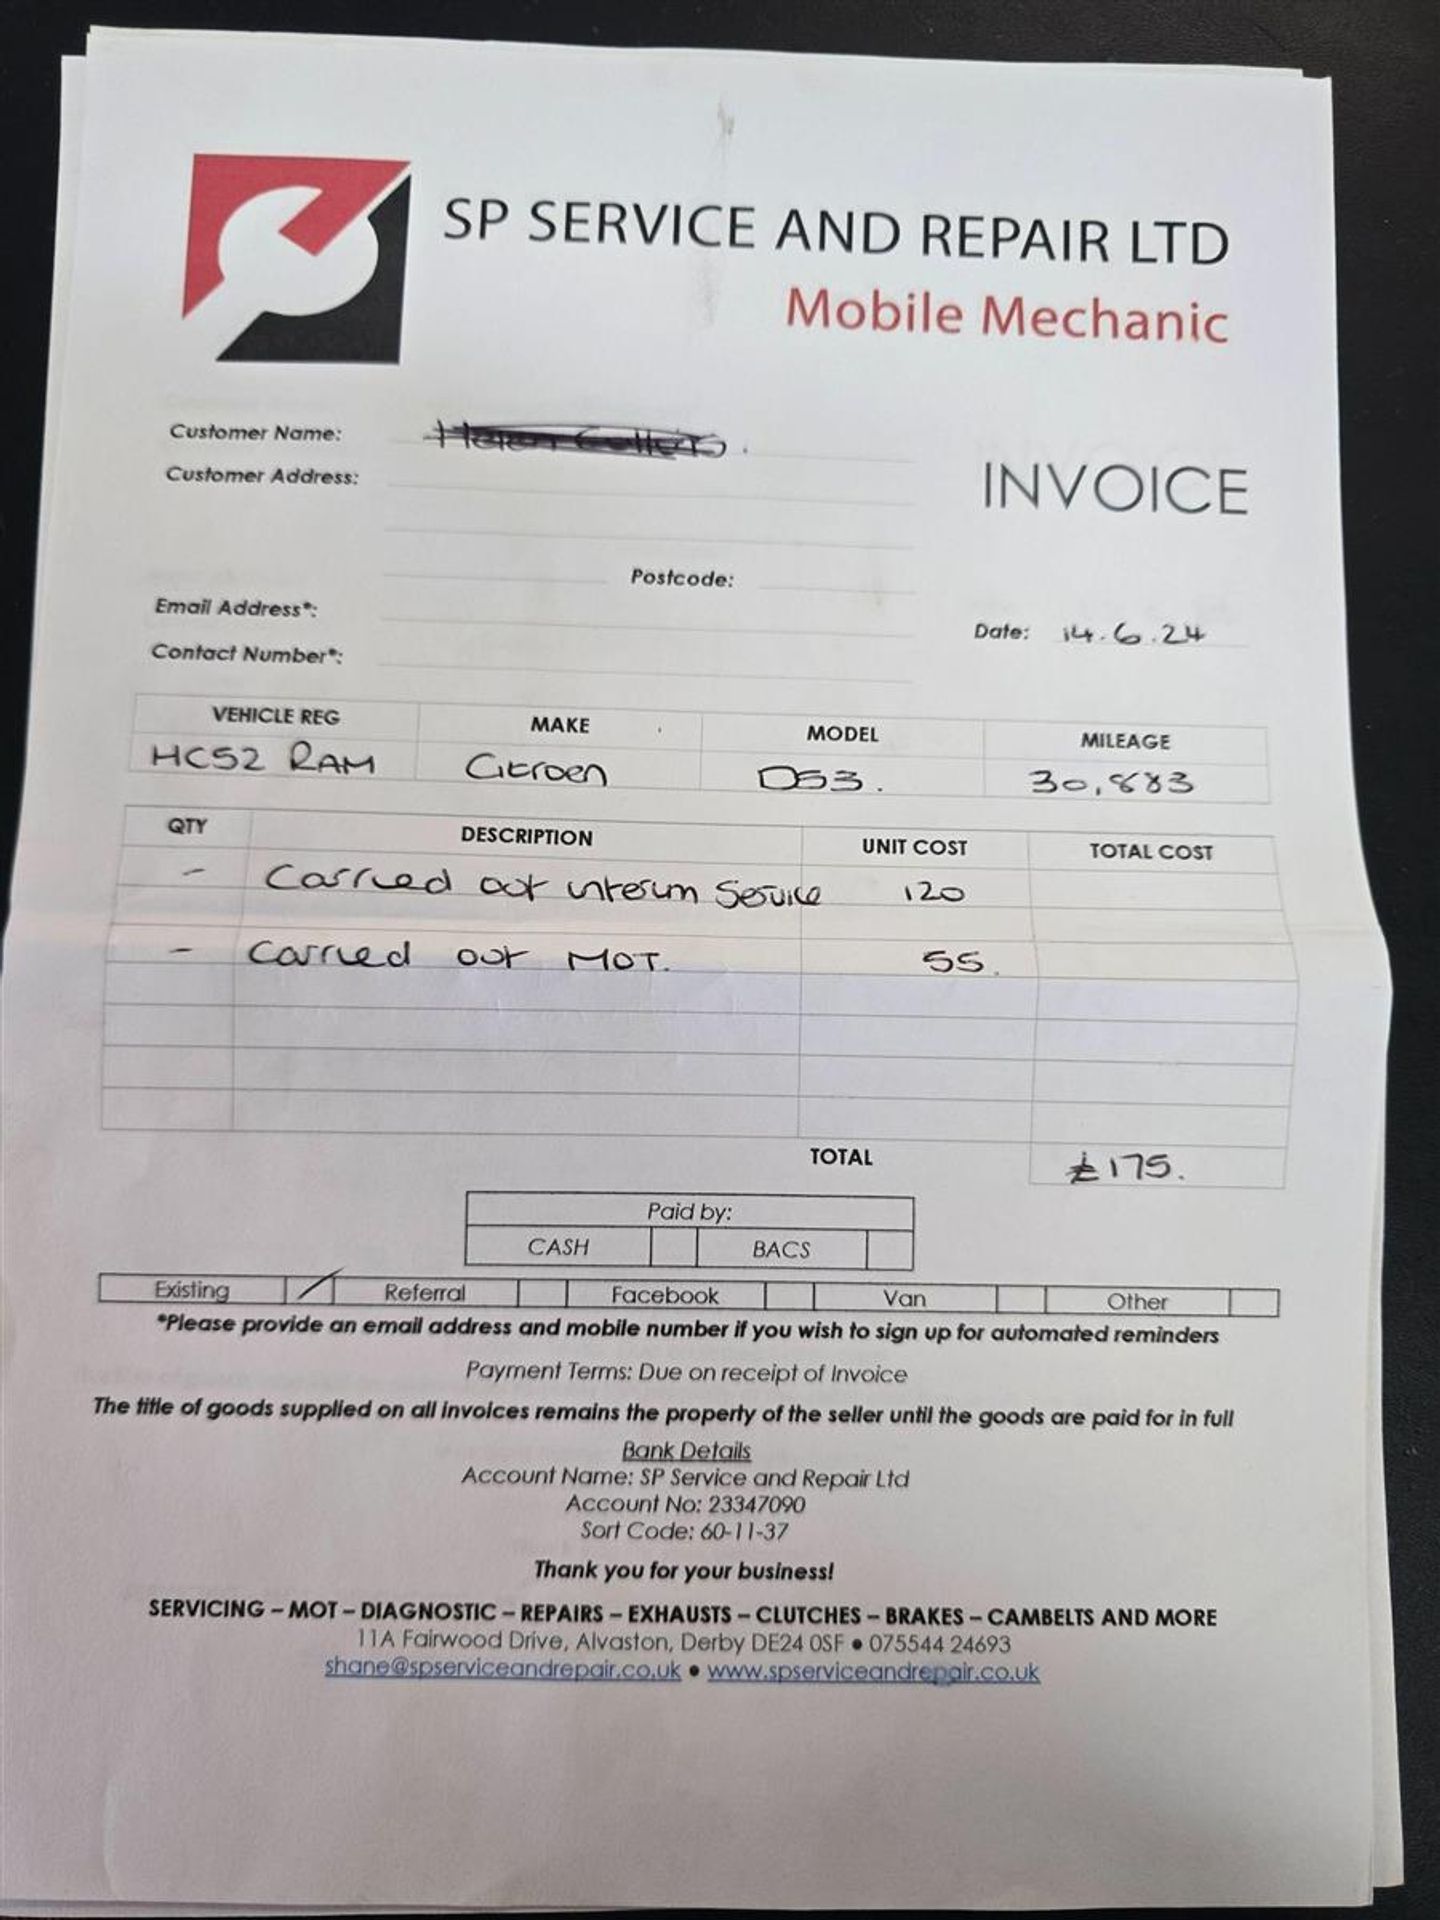 SP SERVICE AND REPAIR LTD
Mobile Mechanic
Customer Name:
Customer Address:
INVOICE
Postcode:
Email Address*:
Date: 14.6.24
Contact Number*:
VEHICLE REG MAKE MODEL MILEAGE
HC52 RAM Citroen DS3. 30,883
QTY DESCRIPTION UNIT COST TOTAL COST
- Carried out interim Service 120
- Carried out MOT. 55.
TOTAL £175.
Paid by:
CASH BACS
Existing / Referral Facebook Van Other
*Please provide an email address and mobile number if you wish to sign up for automated reminders
Payment Terms: Due on receipt of Invoice
The title of goods supplied on all invoices remains the property of the seller until the goods are paid for in full
Bank Details
Account Name: SP Service and Repair Ltd
Account No: 23347090
Sort Code: 60-11-37
Thank you for your business!
SERVICING – MOT – DIAGNOSTIC – REPAIRS – EXHAUSTS – CLUTCHES – BRAKES – CAMBELTS AND MORE
11A Fairwood Drive, Alvaston, Derby DE24 0SF • 075544 24693
shane@spserviceandrepair.co.uk • www.spserviceandrepair.co.uk